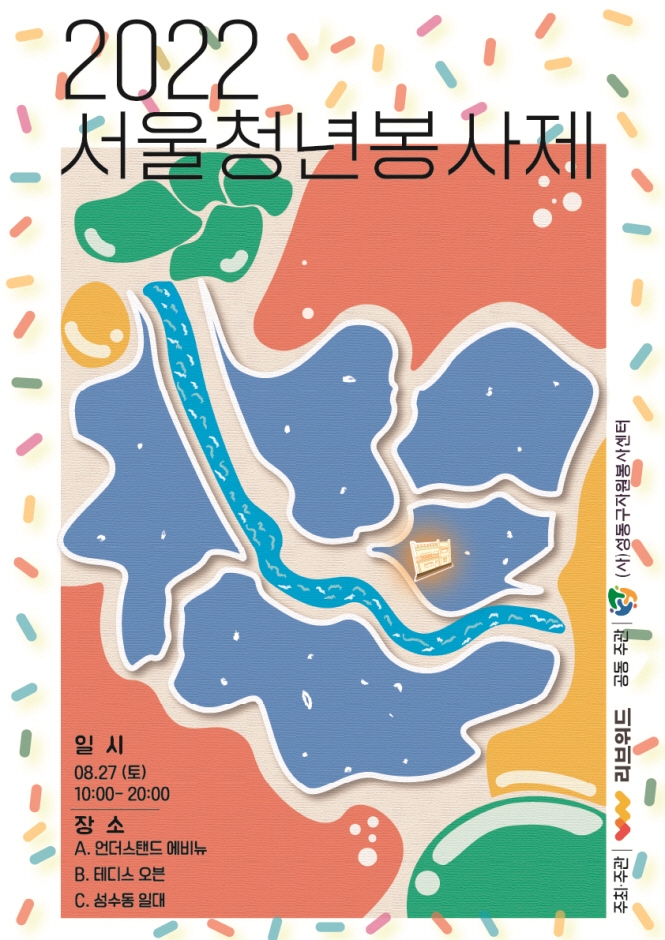 2022
서울청년봉사제
일 시
08.27 (토)
10:00- 20:00
장 소
A. 언더스탠드 에비뉴
B. 테디스 오븐
C. 성수동 일대
주최·주관 | 리브위드
공동 주관 | (사)성동구자원봉사센터